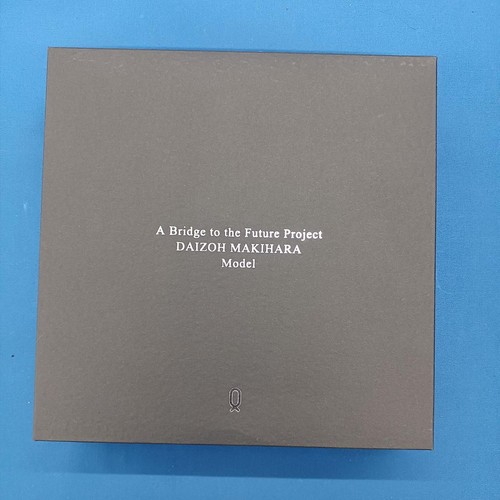 A Bridge to the Future Project
DAIZOH MAKIHARA
Model